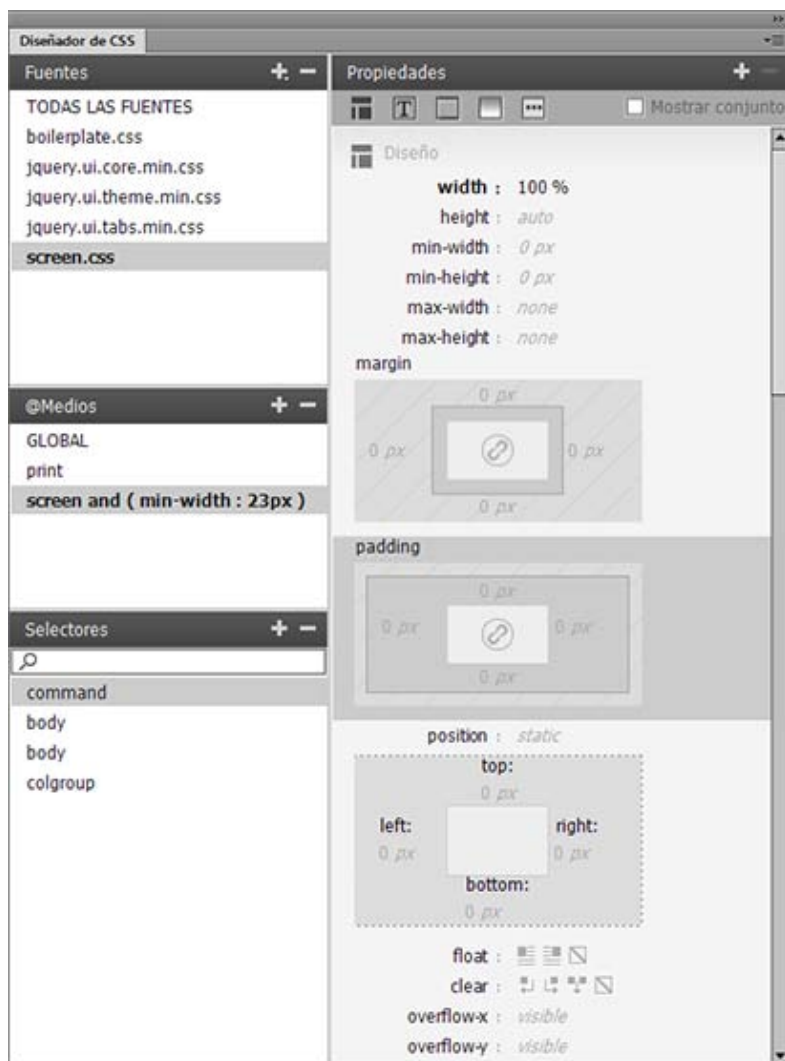 Diseñador de CSS
Fuentes
TODAS LAS FUENTES
boilerplate.css
jquery.ui.core.min.css
jquery.ui.theme.min.css
jquery.ui.tabs.min.css
screen.css
@Medios
GLOBAL
print
screen and ( min-width : 23px )
Selectores
command
body
body
colgroup
Propiedades
T
Mostrar conjunto
Diseño
width : 100 %
height : auto
min-width : 0 px
min-height : 0 px
max-width : none
max-height : none
margin
0 px
0 px
0 px
0 px
padding
0 px
0 px
0 px
0 px
position : static
top:
0 px
left:
right:
0 px
0 px
bottom:
0 px
float :
clear :
overflow-x : visible
overflow-y : visible